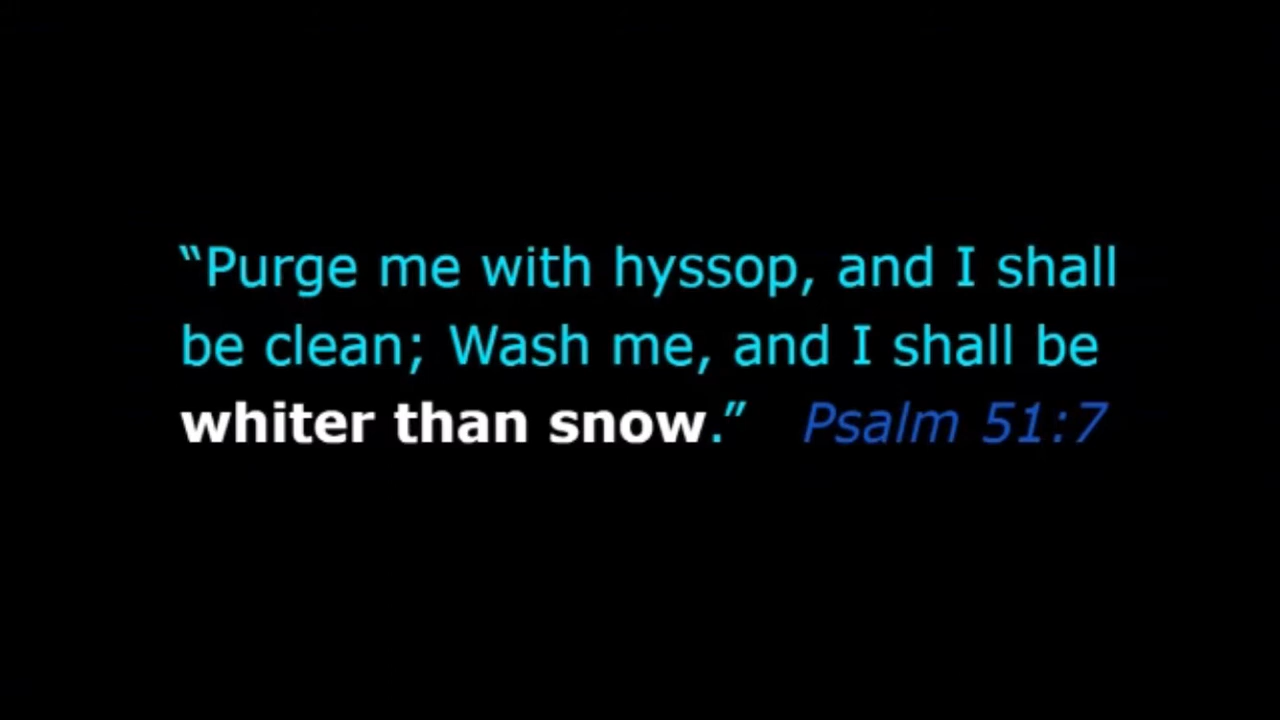 “Purge me with hyssop, and I shall
be clean; Wash me, and I shall be
whiter than snow.” Psalm 51:7